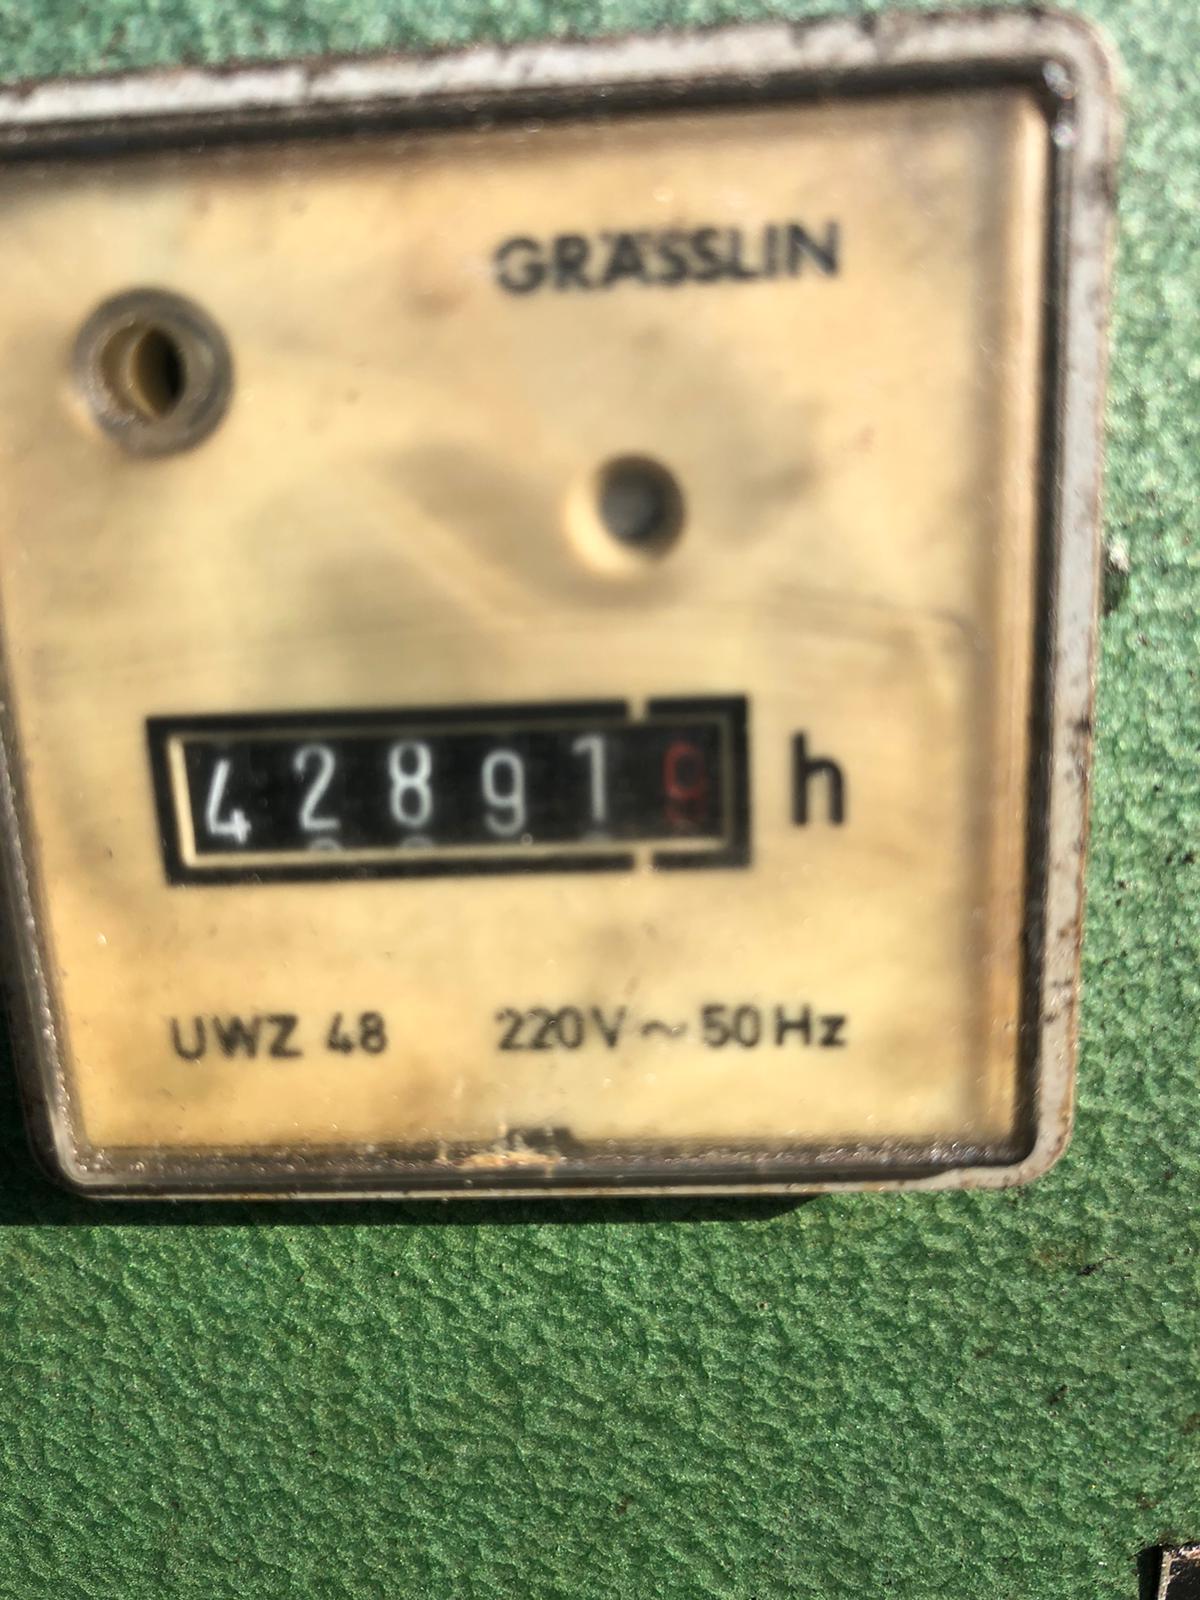 GRÄSSLIN
42891 h
UWZ 48 220V~50Hz